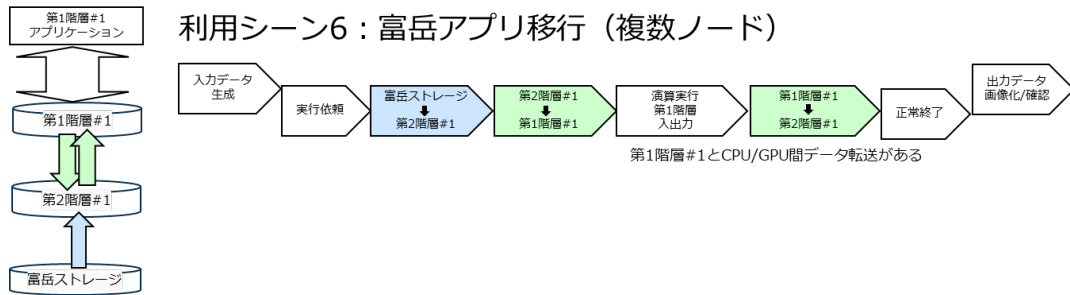 第1階層#1
アプリケーション
第1階層#1
第2階層#1
富岳ストレージ
利用シーン6：富岳アプリ移行（複数ノード）
入力データ
生成
実行依頼
富岳ストレージ
第2階層#1
第2階層#1
第1階層#1
演算実行
第1階層
入出力
第1階層#1
第2階層#1
正常終了
出力データ
画像化/確認
第1階層#1とCPU/GPU間データ転送がある